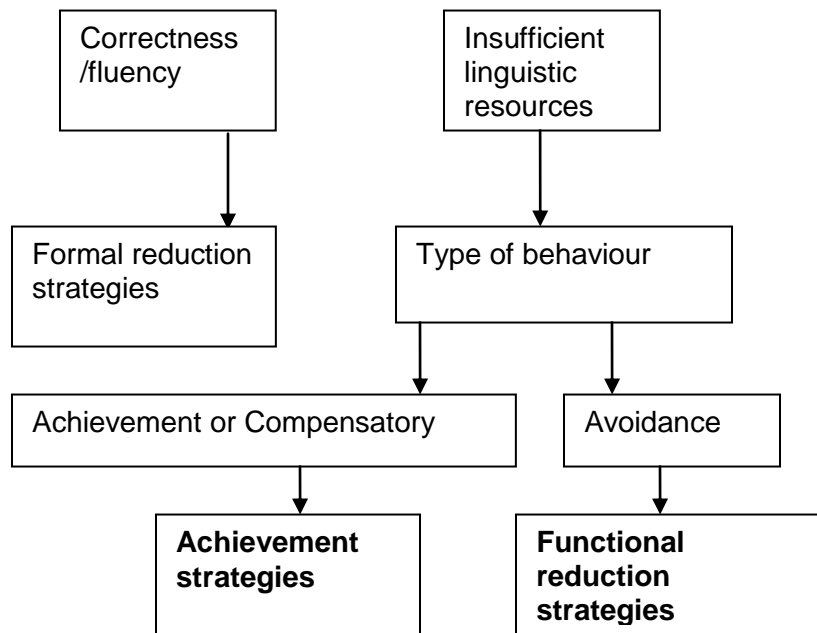 Correctness
/fluency
Insufficient
linguistic
resources
Formal reduction
strategies
Type of behaviour
Achievement or Compensatory
Avoidance
Achievement
strategies
Functional
reduction
strategies